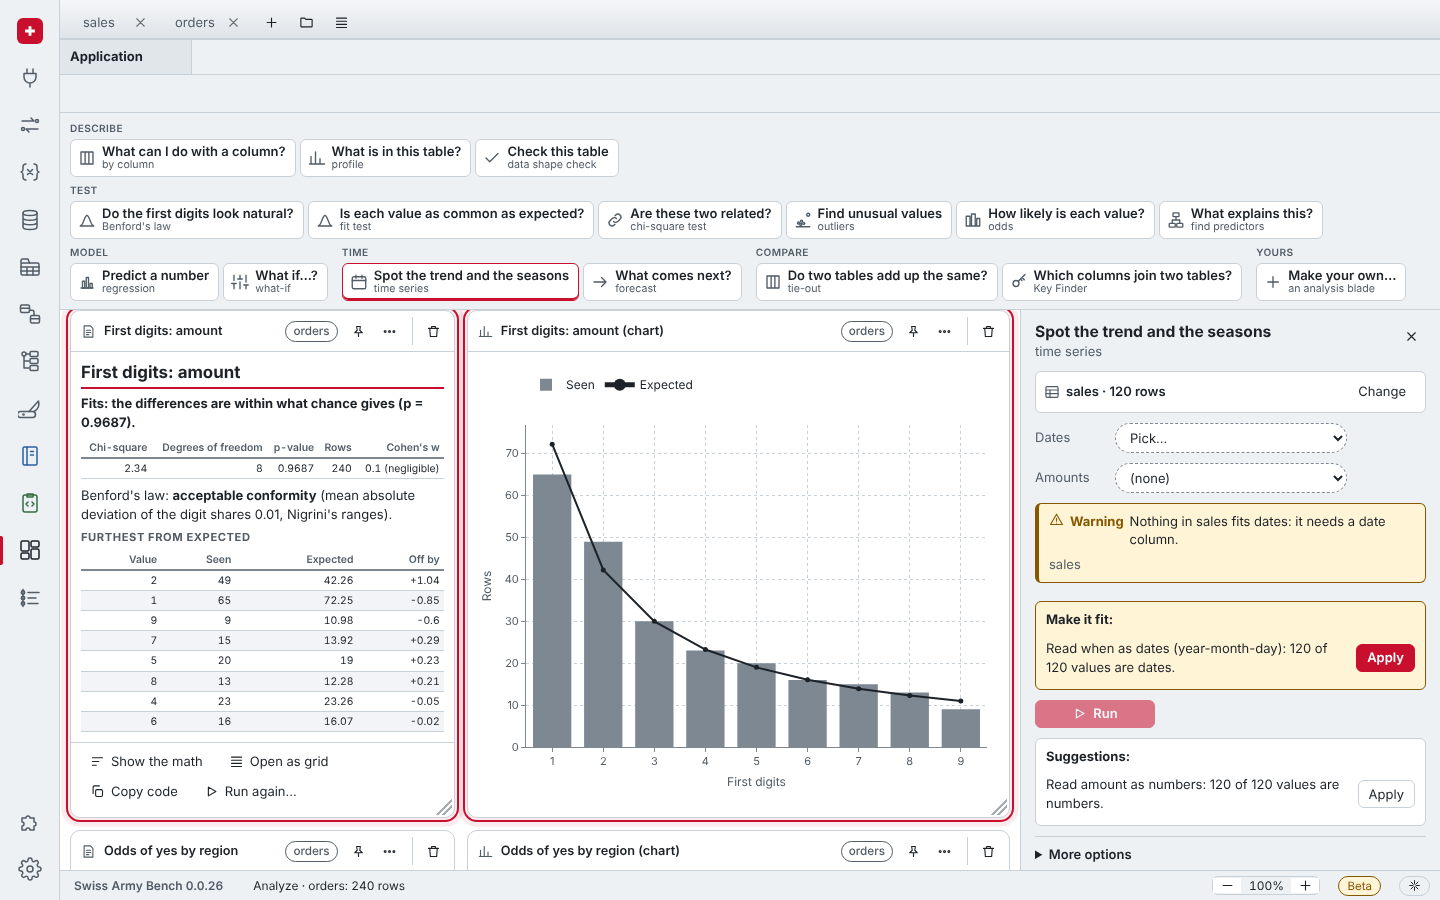 sales
orders
Application
DESCRIBE
What can I do with a column?
by column
What is in this table?
profile
Check this table
data shape check
TEST
Do the first digits look natural?
Benford's law
Is each value as common as expected?
fit test
Are these two related?
chi-square test
Find unusual values
outliers
How likely is each value?
odds
What explains this?
find predictors
MODEL
Predict a number
regression
What if...?
what-if
TIME
Spot the trend and the seasons
time series
What comes next?
forecast
COMPARE
Do two tables add up the same?
tie-out
Which columns join two tables?
Key Finder
YOURS
Make your own...
an analysis blade
First digits: amount
orders
First digits: amount
Fits: the differences are within what chance gives (p =
0.9687).
Chi-square Degrees of freedom p-value Rows Cohen's w
2.34 8 0.9687 240 0.1 (negligible)
Benford's law: acceptable conformity (mean absolute
deviation of the digit shares 0.01, Nigrini's ranges).
FURTHEST FROM EXPECTED
Value Seen Expected Off by
2 49 42.26 +1.04
1 65 72.25 -0.85
9 9 10.98 -0.6
7 15 13.92 +0.29
5 20 19 +0.23
8 13 12.28 +0.21
4 23 23.26 -0.05
6 16 16.07 -0.02
Show the math
Open as grid
Copy code
Run again...
First digits: amount (chart)
orders
Seen
Expected
Rows
70
60
50
40
30
20
10
0
1 2 3 4 5 6 7 8 9
First digits
Odds of yes by region
orders
Odds of yes by region (chart)
orders
Spot the trend and the seasons
time series
sales · 120 rows
Change
Dates
Pick...
Amounts
(none)
Warning Nothing in sales fits dates: it needs a date
column.
sales
Make it fit:
Read when as dates (year-month-day): 120 of
120 values are dates.
Apply
Run
Suggestions:
Read amount as numbers: 120 of 120 values are
numbers.
Apply
More options
Swiss Army Bench 0.0.26
Analyze · orders: 240 rows
100%
Beta